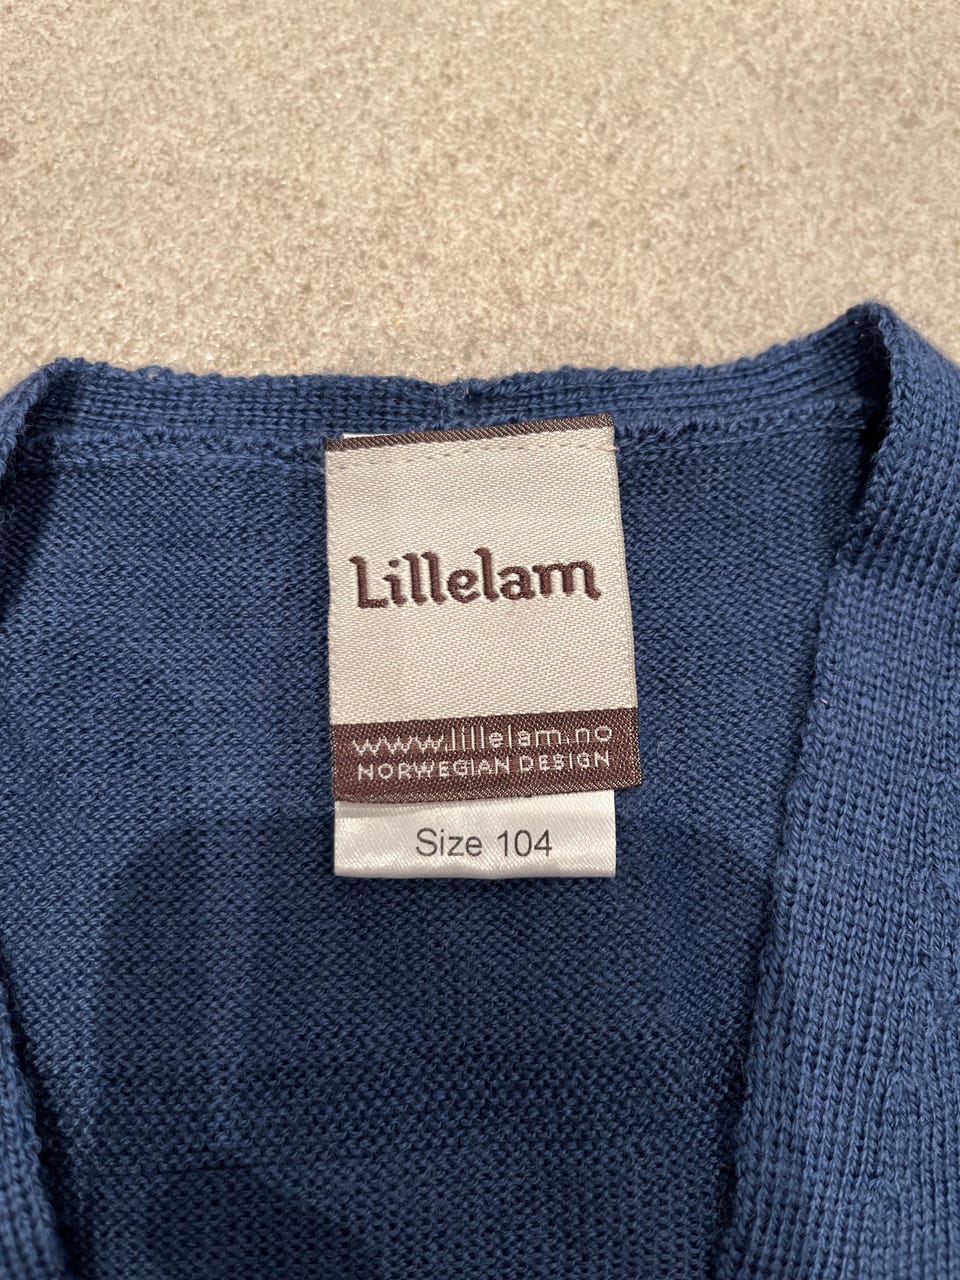 Lillelam
www.lillelam.no
NORWEGIAN DESIGN
Size 104